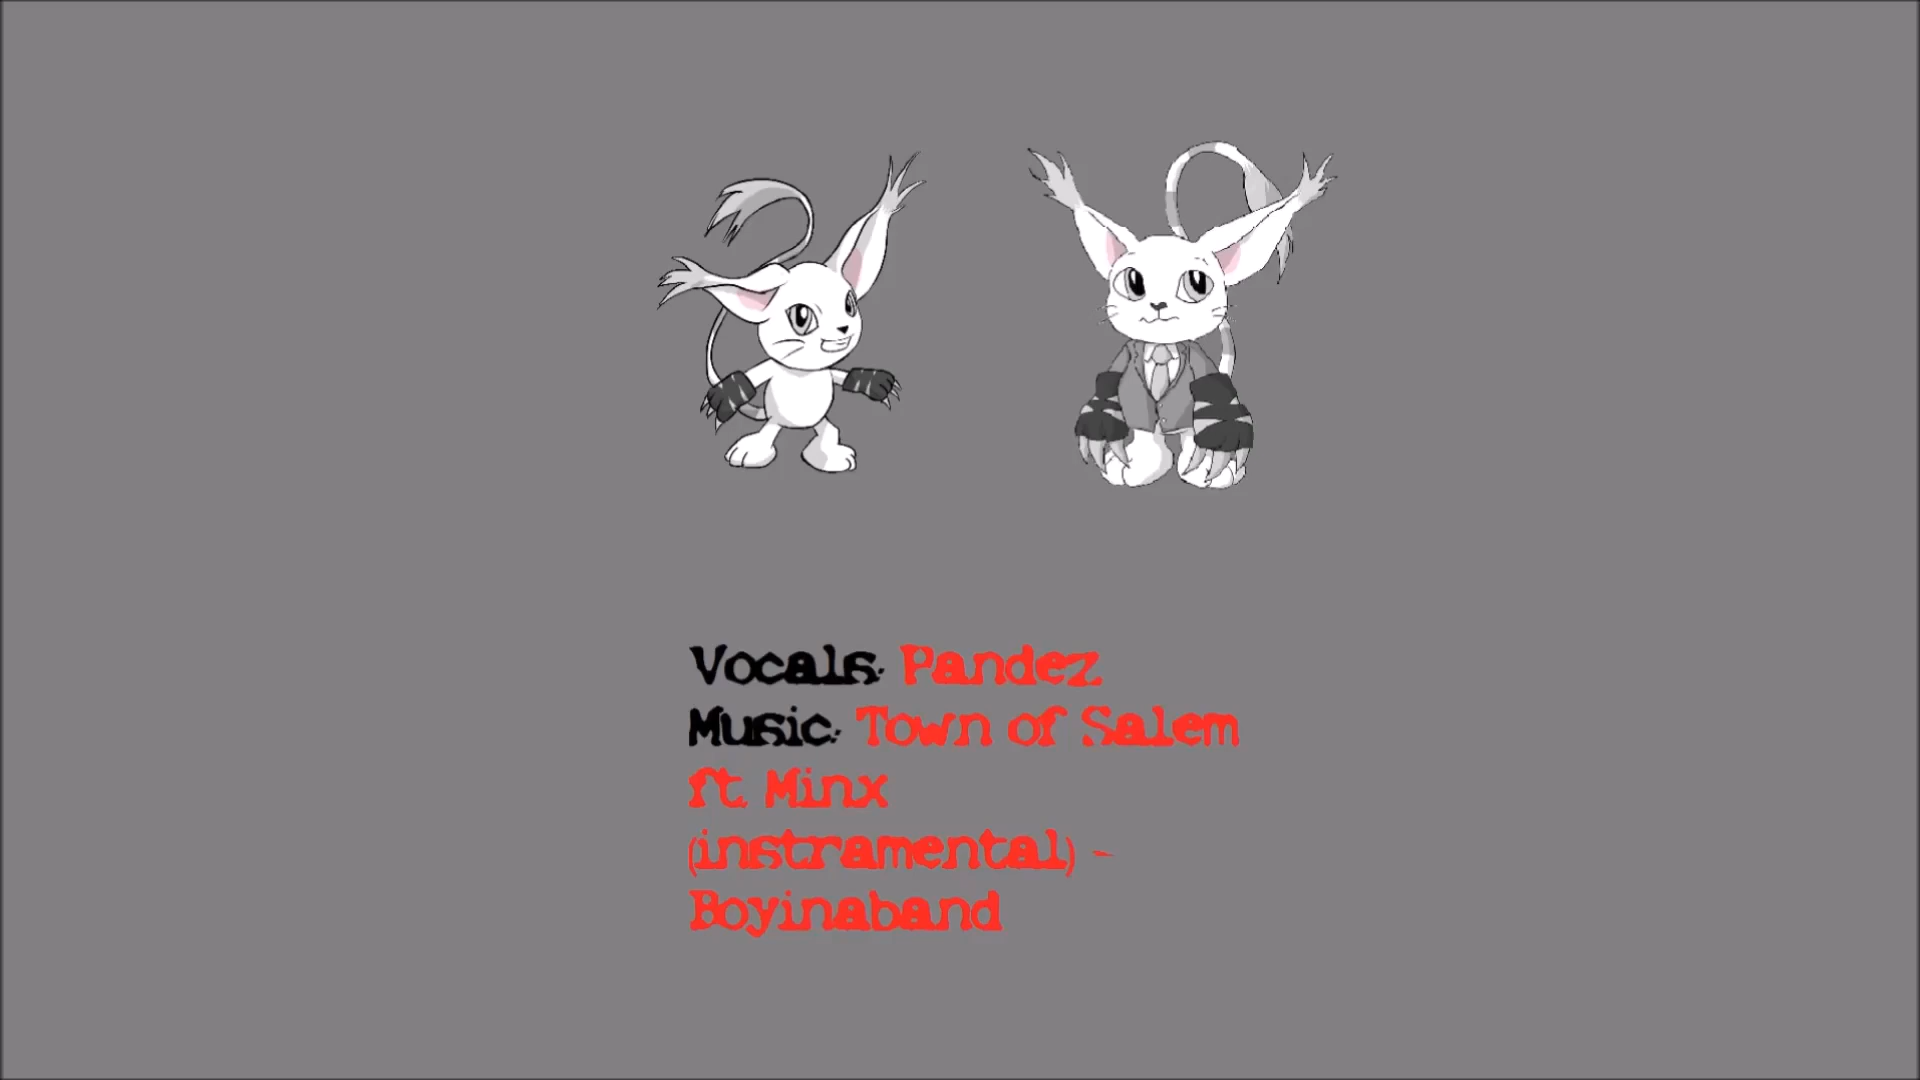 Vocals: Pandez
Music: Town of Salem
ft Minx
(instramental) -
Boyinaband